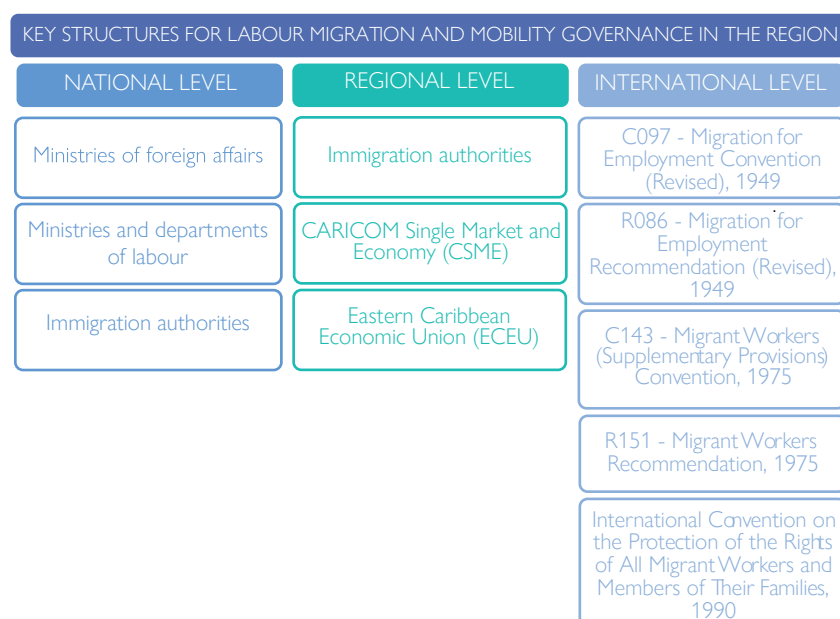 KEY STRUCTURES FOR LABOUR MIGRATION AND MOBILITY GOVERNANCE IN THE REGION
NATIONAL LEVEL
Ministries of foreign affairs
Ministries and departments
of labour
Immigration authorities
REGIONAL LEVEL
Immigration authorities
CARICOM Single Market and
Economy (CSME)
Eastern Caribbean
Economic Union (ECEU)
INTERNATIONAL LEVEL
C097 - Migration for
Employment Convention
(Revised), 1949
R086 - Migration for
Employment
Recommendation (Revised),
1949
C143 - Migrant Workers
(Supplementary Provisions)
Convention, 1975
R151 - Migrant Workers
Recommendation, 1975
International Convention on
the Protection of the Rights
of All Migrant Workers and
Members of Their Families,
1990